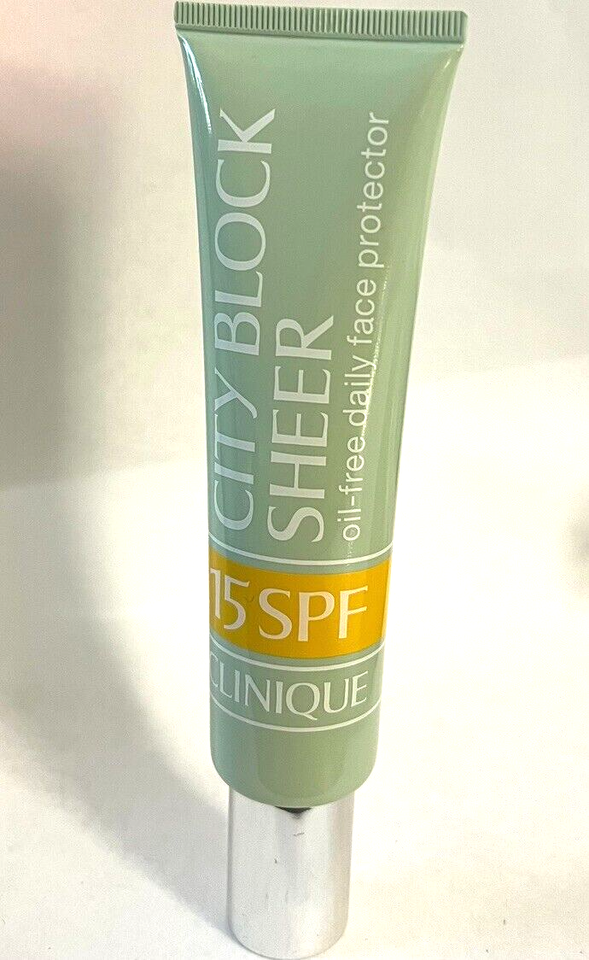 CITY BLOCK
SHEER
oil-free daily face protector
15 SPF
CLINIQUE